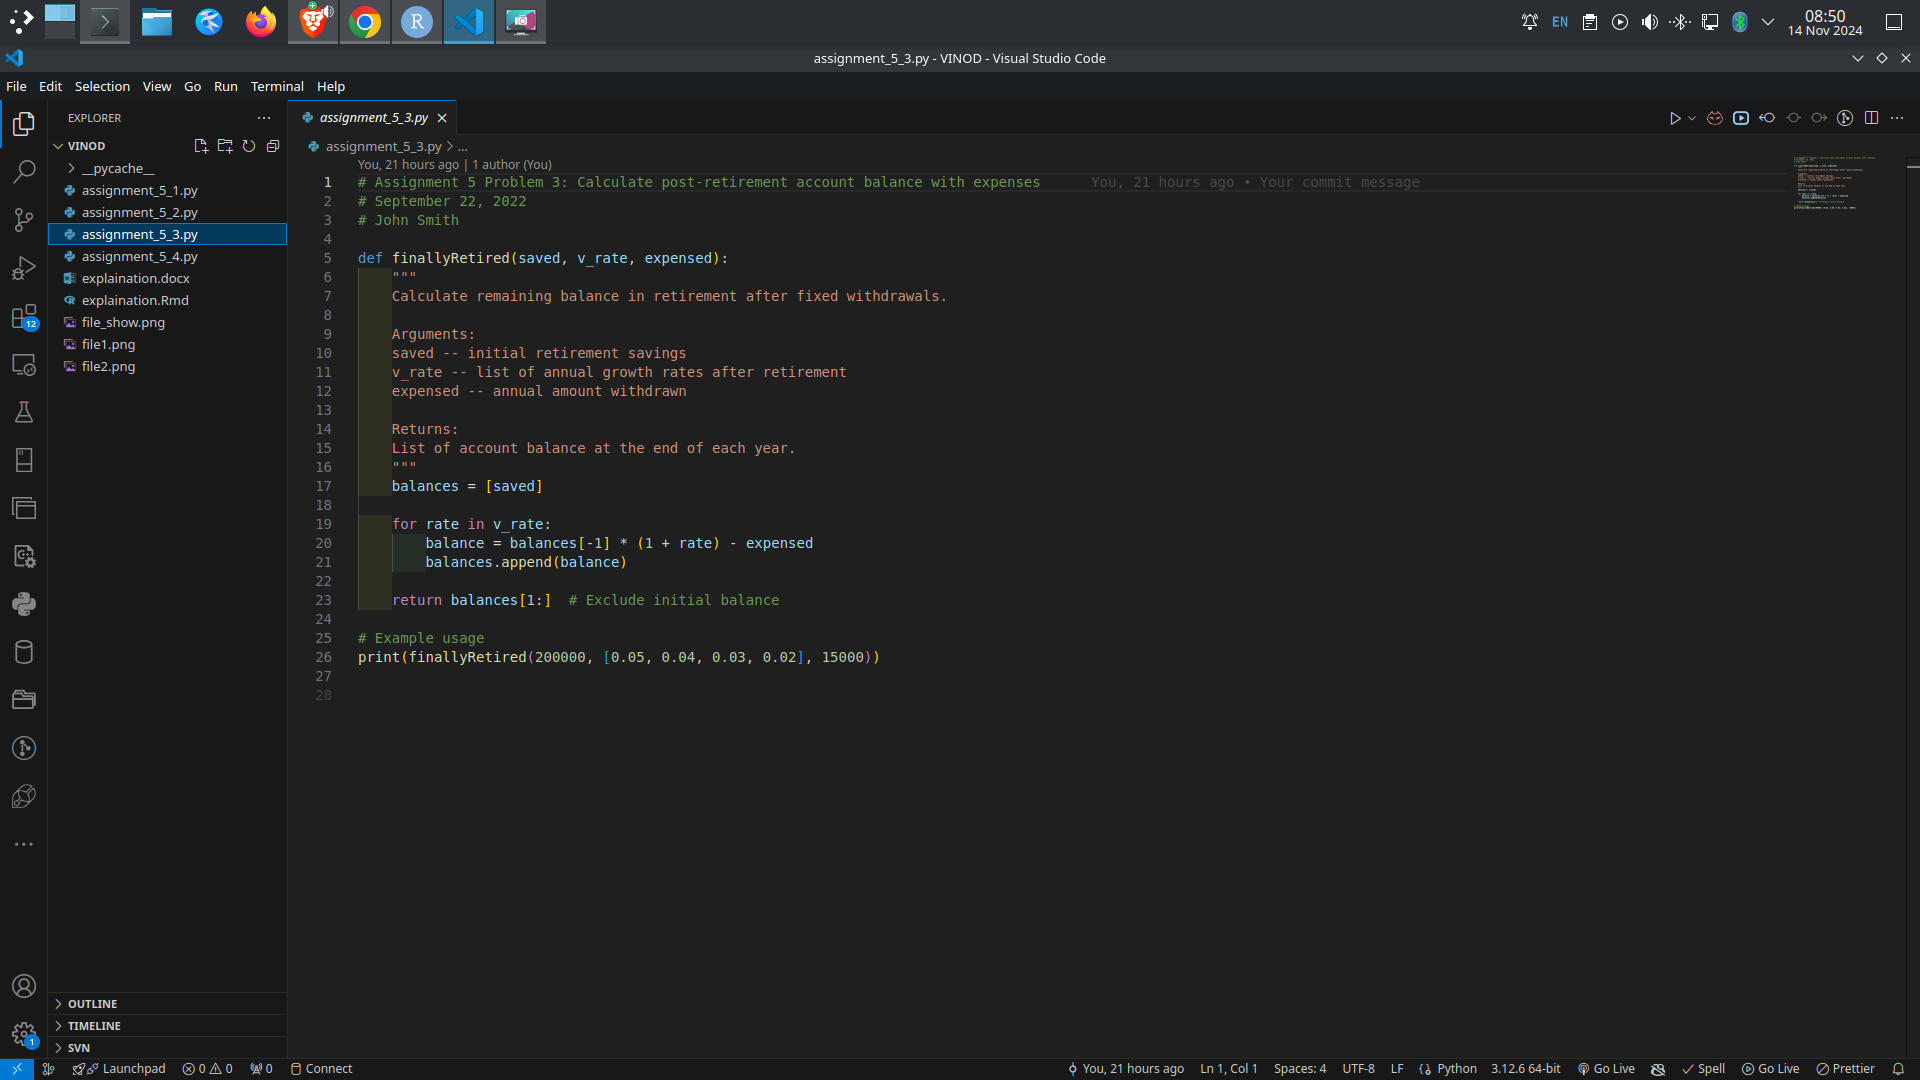 EN
08:50
14 Nov 2024
assignment_5_3.py - VINOD - Visual Studio Code
File Edit Selection View Go Run Terminal Help
EXPLORER
VINOD
__pycache__
assignment_5_1.py
assignment_5_2.py
assignment_5_3.py
assignment_5_4.py
explaination.docx
explaination.Rmd
file_show.png
file1.png
file2.png
12
1
OUTLINE
TIMELINE
SVN
assignment_5_3.py
assignment_5_3.py > ...
You, 21 hours ago | 1 author (You)
1 # Assignment 5 Problem 3: Calculate post-retirement account balance with expenses You, 21 hours ago • Your commit message
2 # September 22, 2022
3 # John Smith
4
5 def finallyRetired(saved, v_rate, expensed):
6 """
7 Calculate remaining balance in retirement after fixed withdrawals.
8
9 Arguments:
10 saved -- initial retirement savings
11 v_rate -- list of annual growth rates after retirement
12 expensed -- annual amount withdrawn
13
14 Returns:
15 List of account balance at the end of each year.
16 """
17 balances = [saved]
18
19 for rate in v_rate:
20 balance = balances[-1] * (1 + rate) - expensed
21 balances.append(balance)
22
23 return balances[1:]  # Exclude initial balance
24
25 # Example usage
26 print(finallyRetired(200000, [0.05, 0.04, 0.03, 0.02], 15000))
27
28
Launchpad 0 0 0 Connect You, 21 hours ago Ln 1, Col 1 Spaces: 4 UTF-8 LF Python 3.12.6 64-bit Go Live Spell Go Live Prettier